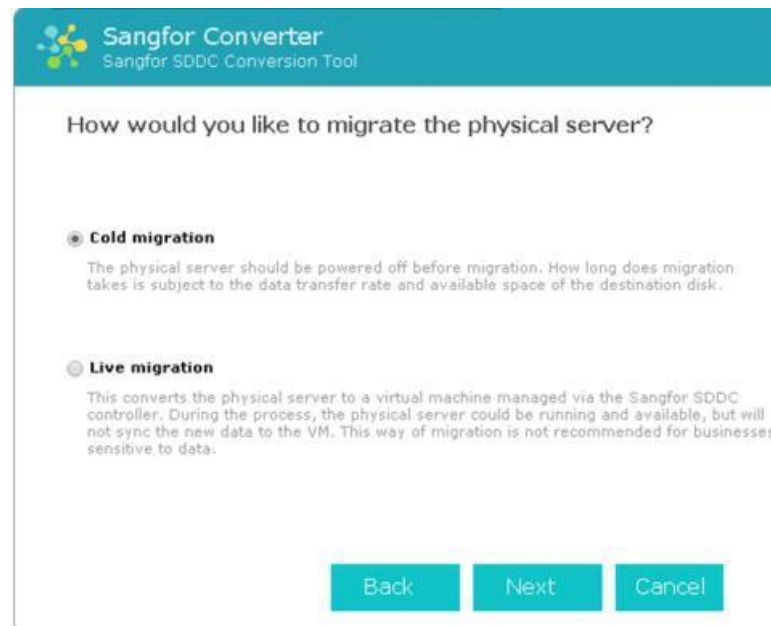 Sangfor Converter
Sangfor SDDC Conversion Tool
How would you like to migrate the physical server?
Cold migration
The physical server should be powered off before migration. How long does migration
takes is subject to the data transfer rate and available space of the destination disk.
Live migration
This converts the physical server to a virtual machine managed via the Sangfor SDDC
controller. During the process, the physical server could be running and available, but will
not sync the new data to the VM. This way of migration is not recommended for businesses
sensitive to data.
Back
Next
Cancel